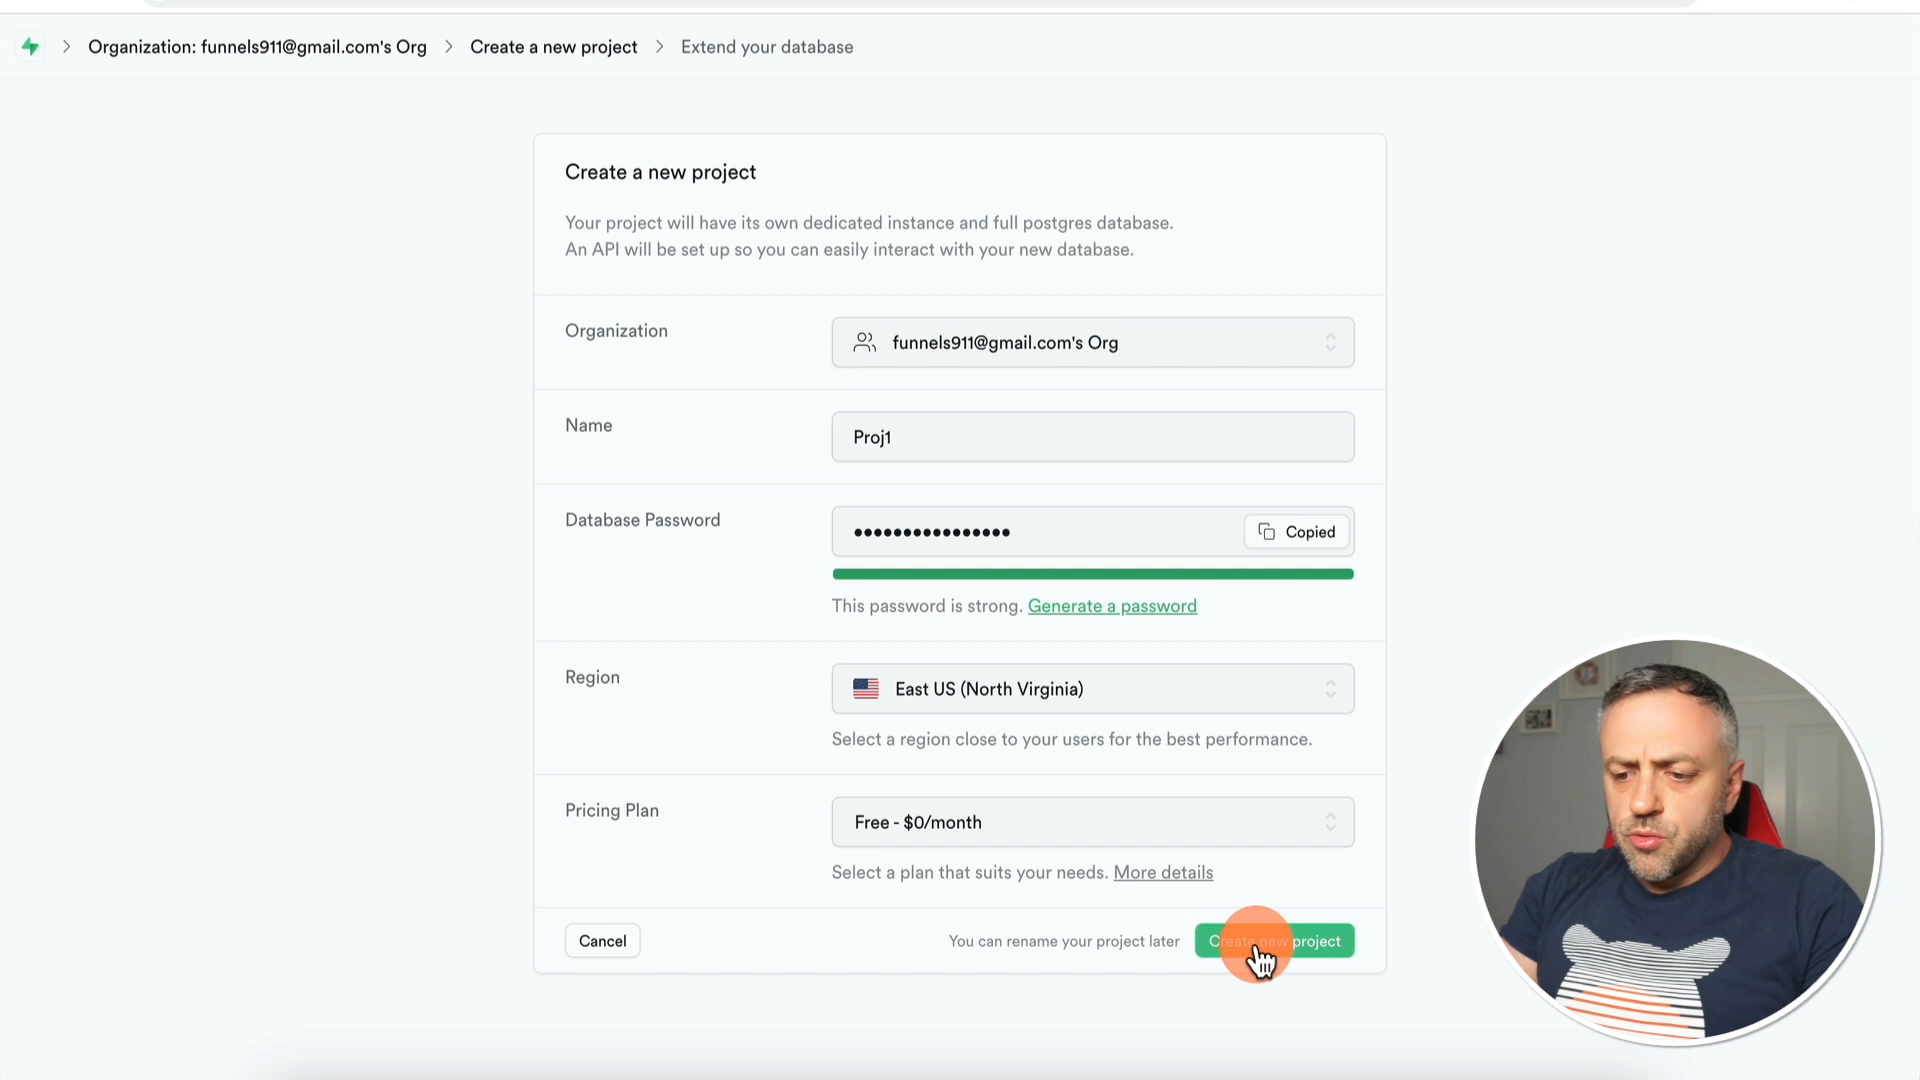 Organization: funnels911@gmail.com's Org > Create a new project > Extend your database
Create a new project
Your project will have its own dedicated instance and full postgres database.
An API will be set up so you can easily interact with your new database.
Organization
funnels911@gmail.com's Org
Name
Proj1
Database Password
•••••••••••••••• Copied
This password is strong. Generate a password
Region
East US (North Virginia)
Select a region close to your users for the best performance.
Pricing Plan
Free - $0/month
Select a plan that suits your needs. More details
Cancel
You can rename your project later
Create new project